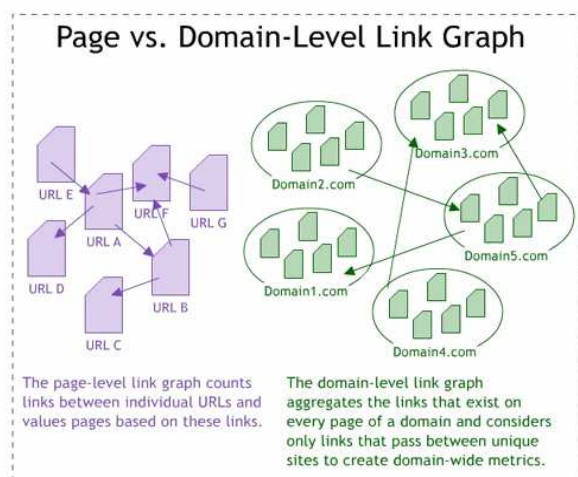 Page vs. Domain-Level Link Graph
URL E
URL F
URL G
URL A
URL D
URL B
URL C
Domain3.com
Domain2.com
Domain5.com
Domain1.com
Domain4.com
The page-level link graph counts
links between individual URLs and
values pages based on these links.
The domain-level link graph
aggregates the links that exist on
every page of a domain and considers
only links that pass between unique
sites to create domain-wide metrics.